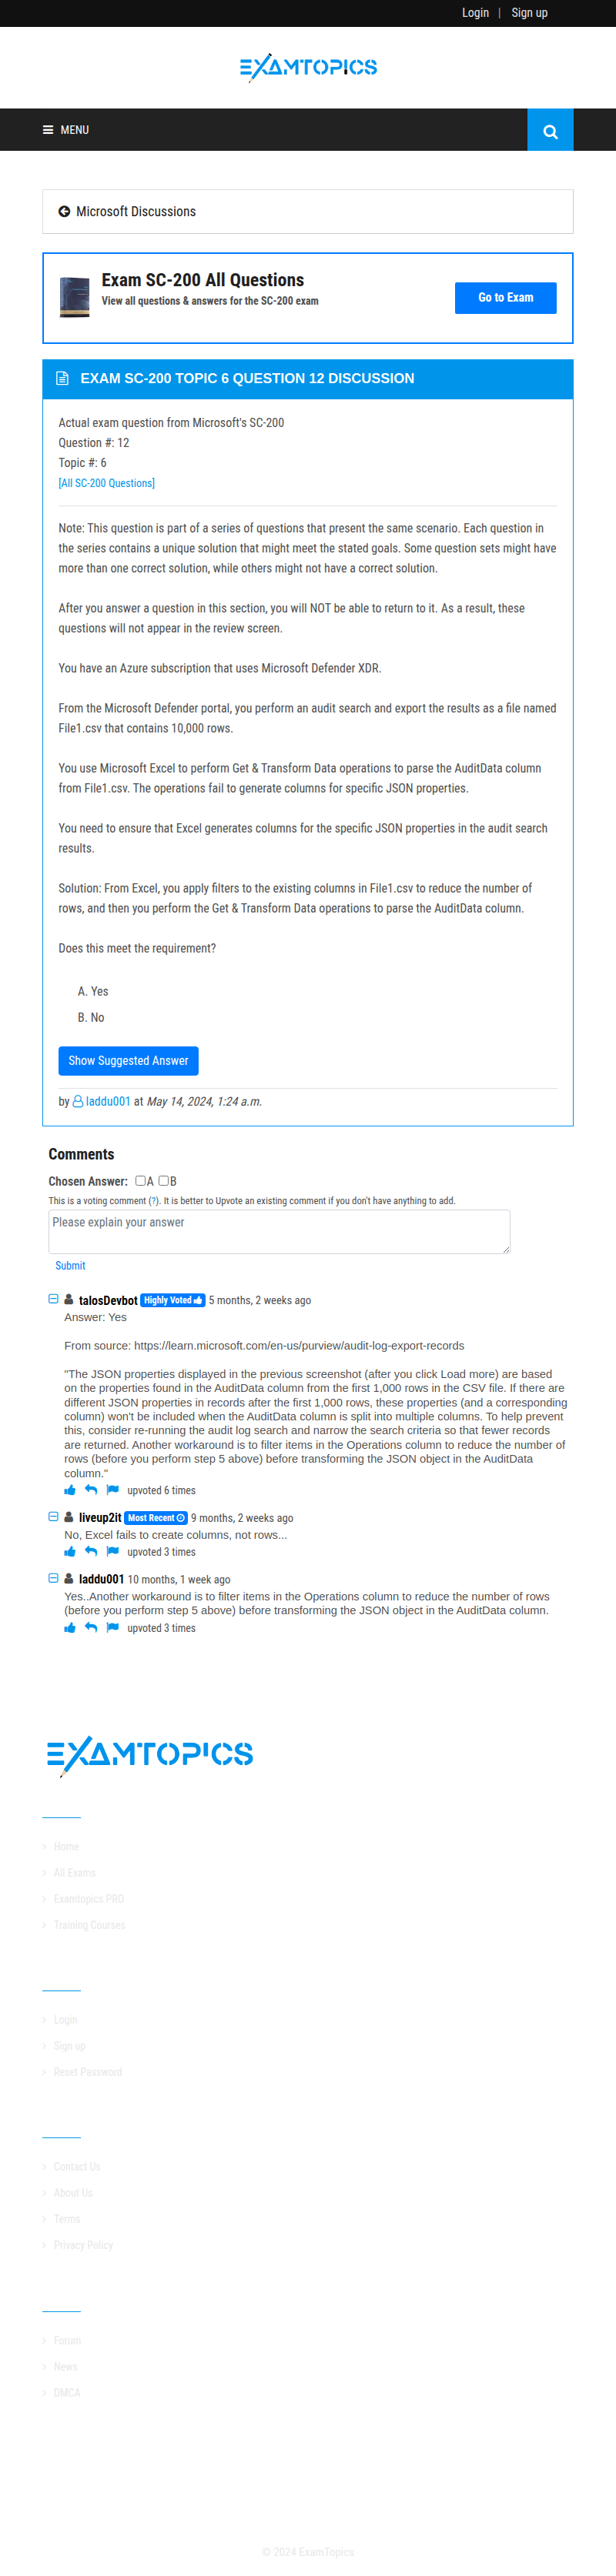 Login | Sign up
EXAMTOPICS
MENU
Microsoft Discussions
Exam SC-200 All Questions
View all questions & answers for the SC-200 exam
Go to Exam
EXAM SC-200 TOPIC 6 QUESTION 12 DISCUSSION
Actual exam question from Microsoft's SC-200
Question #: 12
Topic #: 6
[All SC-200 Questions]
Note: This question is part of a series of questions that present the same scenario. Each question in
the series contains a unique solution that might meet the stated goals. Some question sets might have
more than one correct solution, while others might not have a correct solution.
After you answer a question in this section, you will NOT be able to return to it. As a result, these
questions will not appear in the review screen.
You have an Azure subscription that uses Microsoft Defender XDR.
From the Microsoft Defender portal, you perform an audit search and export the results as a file named
File1.csv that contains 10,000 rows.
You use Microsoft Excel to perform Get & Transform Data operations to parse the AuditData column
from File1.csv. The operations fail to generate columns for specific JSON properties.
You need to ensure that Excel generates columns for the specific JSON properties in the audit search
results.
Solution: From Excel, you apply filters to the existing columns in File1.csv to reduce the number of
rows, and then you perform the Get & Transform Data operations to parse the AuditData column.
Does this meet the requirement?
A. Yes
B. No
Show Suggested Answer
by laddu001 at May 14, 2024, 1:24 a.m.
Comments
Chosen Answer: A B
This is a voting comment (?). It is better to Upvote an existing comment if you don't have anything to add.
Please explain your answer
Submit
talosDevbot Highly Voted 5 months, 2 weeks ago
Answer: Yes
From source: https://learn.microsoft.com/en-us/purview/audit-log-export-records
"The JSON properties displayed in the previous screenshot (after you click Load more) are based
on the properties found in the AuditData column from the first 1,000 rows in the CSV file. If there are
different JSON properties in records after the first 1,000 rows, these properties (and a corresponding
column) won't be included when the AuditData column is split into multiple columns. To help prevent
this, consider re-running the audit log search and narrow the search criteria so that fewer records
are returned. Another workaround is to filter items in the Operations column to reduce the number of
rows (before you perform step 5 above) before transforming the JSON object in the AuditData
column."
upvoted 6 times
liveup2it Most Recent 9 months, 2 weeks ago
No, Excel fails to create columns, not rows...
upvoted 3 times
laddu001 10 months, 1 week ago
Yes..Another workaround is to filter items in the Operations column to reduce the number of rows
(before you perform step 5 above) before transforming the JSON object in the AuditData column.
upvoted 3 times
EXAMTOPICS
Home
All Exams
Examtopics PRO
Training Courses
Login
Sign up
Reset Password
Contact Us
About Us
Terms
Privacy Policy
Forum
News
DMCA
© 2024 ExamTopics